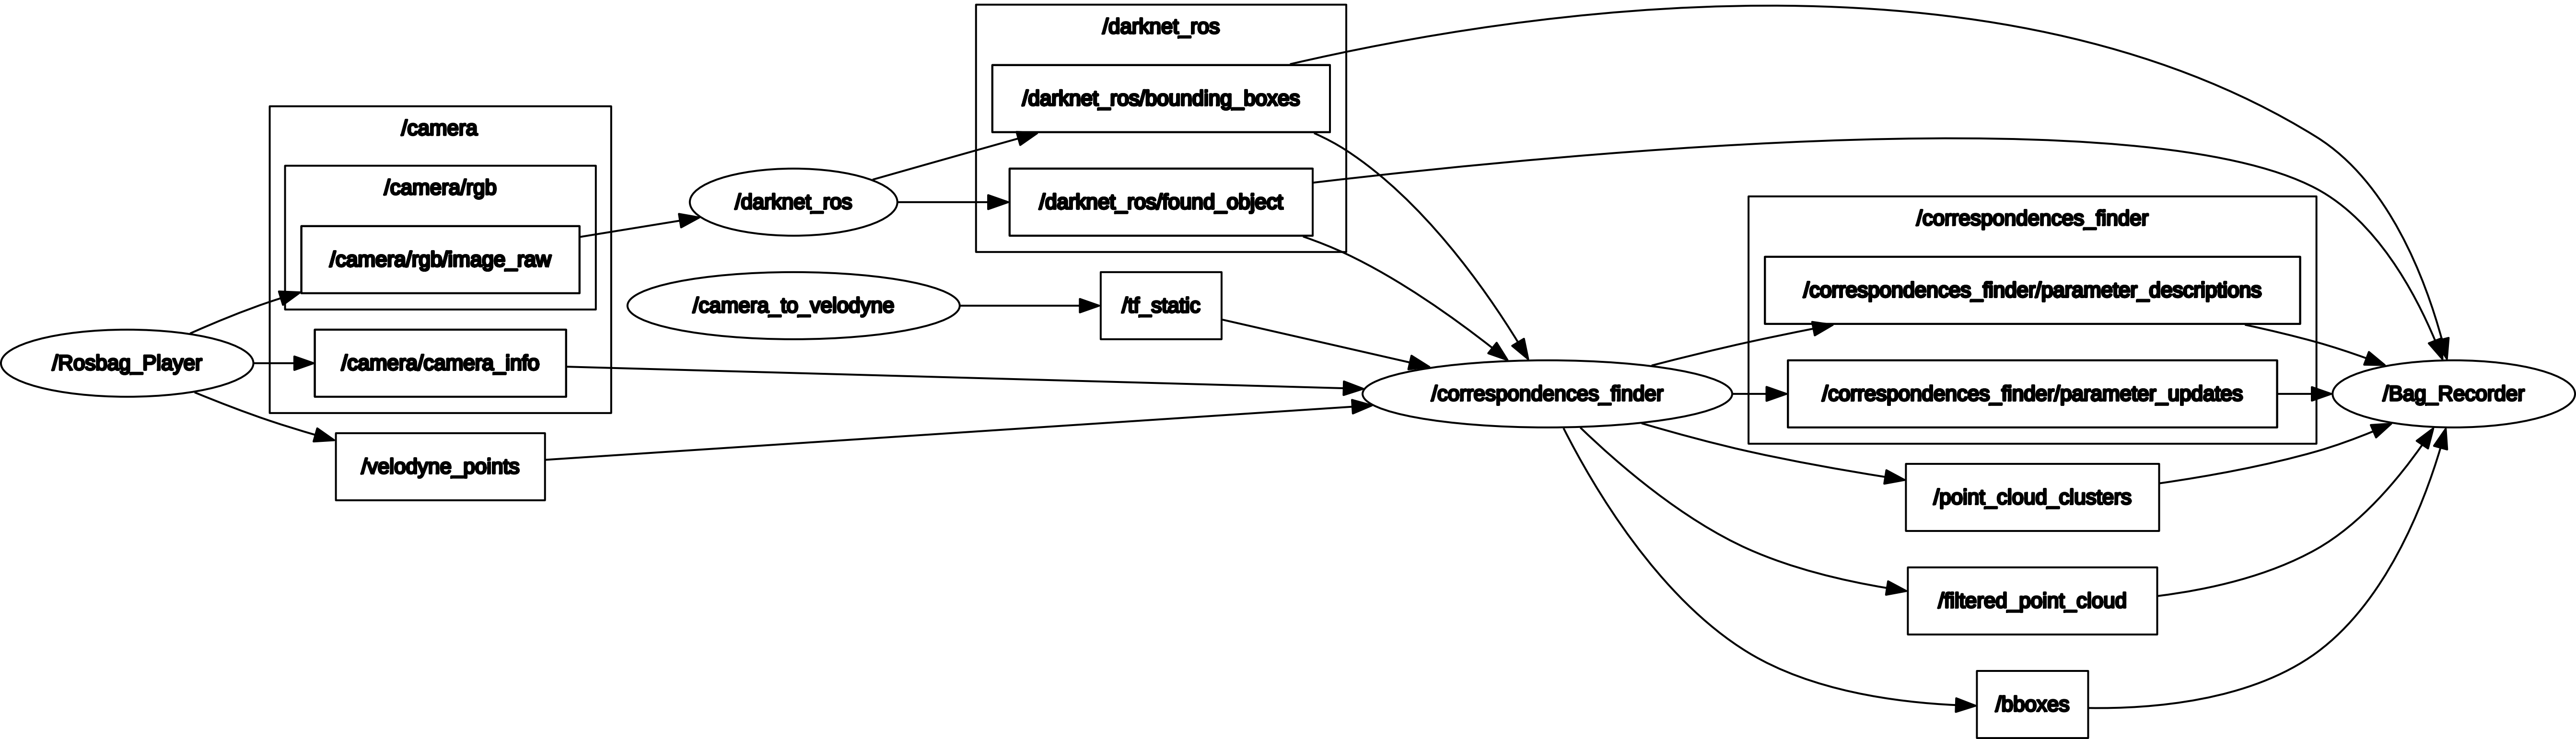 /Rosbag_Player
/camera
/camera/rgb
/camera/rgb/image_raw
/camera/camera_info
/velodyne_points
/darknet_ros
/camera_to_velodyne
/darknet_ros
/darknet_ros/bounding_boxes
/darknet_ros/found_object
/tf_static
/correspondences_finder
/correspondences_finder
/correspondences_finder/parameter_descriptions
/correspondences_finder/parameter_updates
/point_cloud_clusters
/filtered_point_cloud
/bboxes
/Bag_Recorder